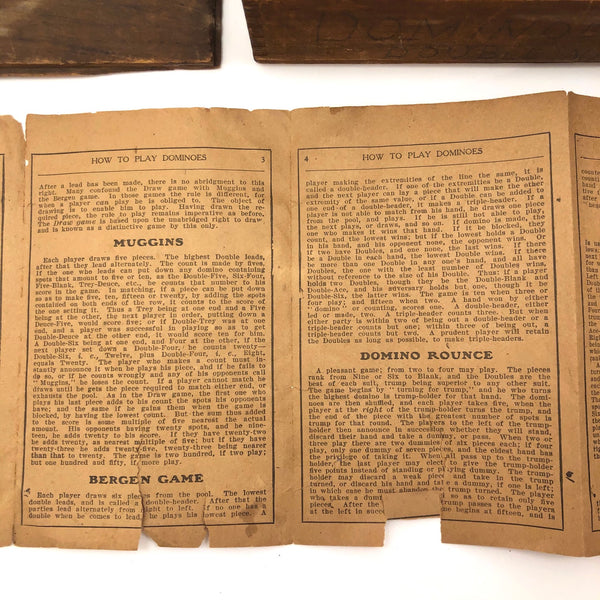 DOMINO
HOW TO PLAY DOMINOES 3
After a lead has been made, there is no abridgment to this
right. Many confound the Draw game with Muggins and
the Bergen game. In those games the rule is different, for
when a player can play he is obliged to. The object of
drawing is to enable him to play. Having drawn the re-
quired piece, the rule to play remains imperative as before.
The Draw game is based upon the unabridged right to draw
and is known as a distinctive game by this only.
MUGGINS
Each player draws five pieces. The highest Double leads,
after that they lead alternately. The count is made by fives.
If the one who leads can put down any domino containing
spots that amount to five or ten, as the Double-Five, Six-Four,
Five-Blank, Trey-Deuce, etc., he counts that number to his
score in the game. In matching, if a piece can be put down
so as to make five, ten, fifteen or twenty, by adding the spots
contained on both ends of the row, it counts to the score of
the one setting it. Thus a Trey being at one end and a Five
being at the other, the next player in order, putting down a
Deuce-Five, would score five; or if Double-Trey was at one
end, and a player was successful in playing so as to get
Double-Deuce at the other end, it would score ten for him.
A Double-Six being at one end, and Four at the other, if the
next player set down a Double-Four, he counts twenty—
Double-Six, i. e., Twelve, plus Double-Four, i. e., Eight,
equals Twenty. The player who makes a count must in-
stantly announce it when he plays his piece, and if he fails to
do so, or if he counts wrongly and any of his opponents call
"Muggins," he loses the count. If a player cannot match he
draws until he gets the piece required to match either end, or
exhausts the pool. As in the Draw game, the first one who
plays his last piece adds to his count the spots his opponents
have; and the same if he gains them when the game is
blocked, by having the lowest count. But the sum thus added
to the score is some multiple of five nearest the actual
amount. His opponents having twenty spots, and he nine-
teen, he adds twenty to his score. If they have twenty-two
he adds twenty, as nearest multiple of five; but if they have
twenty-three he adds twenty-five, twenty-three being nearer
than that to twenty. The game is two hundred, if two play;
but one hundred and fifty, if more play.
BERGEN GAME
Each player draws six pieces from the pool. The lowest
double leads, and is called a double-header. After that the
parties lead alternately from right to left. If no one has a
double when he comes to lead he plays his lowest piece. A
4 HOW TO PLAY DOMINOES
player making the extremities of the line the same, it is
called a double-header. If one of the extremities be a Double,
and the next player can lay a piece that will make the other
extremity of the same value, or if a Double can be added to
one end of a double-header, it makes a triple-header. If a
player is not able to match from his hand, he draws one piece
from the pool, and plays. If he is still not able to play,
the next plays, or draws, and so on. If domino is made, the
one who makes it wins that hand. If it be blocked, they
count, and the lowest wins; but if the lowest holds a Double
in his hand, and his opponent none, the opponent wins. Or
if two have Doubles, and one none, the last wins. If there
be a Double in each hand, the lowest Double wins. If there
be more than one Double in any one's hand, and all have
Doubles, the one with the least number of Doubles wins,
without reference to the size of his Double. Thus: If a player
holds two Doubles, though they be the Double-Blank and
Double-Ace, and his adversary holds but one, though it be
Double-Six, the latter wins. The game is ten when three or
four play; and fifteen when two. A hand won by either
"domino" or counting, scores one. A double-header, either
led or made, two. A triple-header counts three. But when
either party is within two of being out a double-header or a
triple-header counts but one; within three of being out, a
triple-header counts but two. A prudent player will retain
the Doubles as long as possible, to make triple-headers.
DOMINO ROUNCE
A pleasant game; from two to four may play. The pieces
rank from Nine or Six to Blank, and the Doubles are the
best of each suit, trump being superior to any other suit.
The game begins by "turning for trump," and he who turns
the highest domino is trump-holder for that hand. The domi-
noes are then shuffled, and each player takes five, when the
player at the right of the trump-holder turns the trump, and
the end of the piece with the greatest number of spots is
trump for that round. The players to the left of the trump-
holder then announce in succession whether they will stand,
discard their hand and take a dummy, or pass. When two or
three play there are two dummies of six pieces each; if four
play, only one dummy of seven pieces, and the eldest hand has
the privilege of taking it. When all pass up to the trump-
holder, the last player may elect to give the trump-holder
five points instead of standing or playing dummy. The trump-
holder may discard a weak piece and take in the trump
turned, or discard his hand and take a dummy, if one is left;
in which case he must abandon the trump turned. The player
who takes a dumm
so as to retain only five
pieces. After the
trump passes to the players
at the left in succ
e begins at fifteen, and is